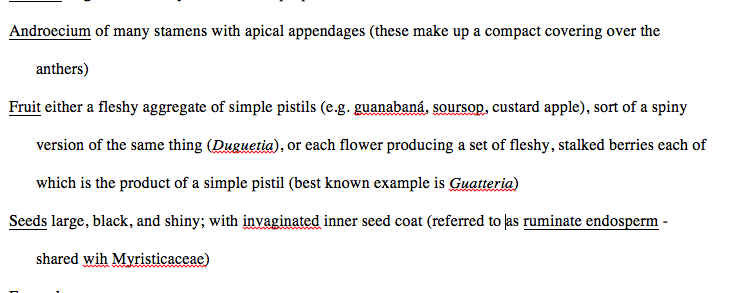 Androecium of many stamens with apical appendages (these make up a compact covering over the
anthers)
Fruit either a fleshy aggregate of simple pistils (e.g. guanabaná, soursop, custard apple), sort of a spiny
version of the same thing (Duguetia), or each flower producing a set of fleshy, stalked berries each of
which is the product of a simple pistil (best known example is Guatteria)
Seeds large, black, and shiny; with invaginated inner seed coat (referred to as ruminate endosperm -
shared wih Myristicaceae)